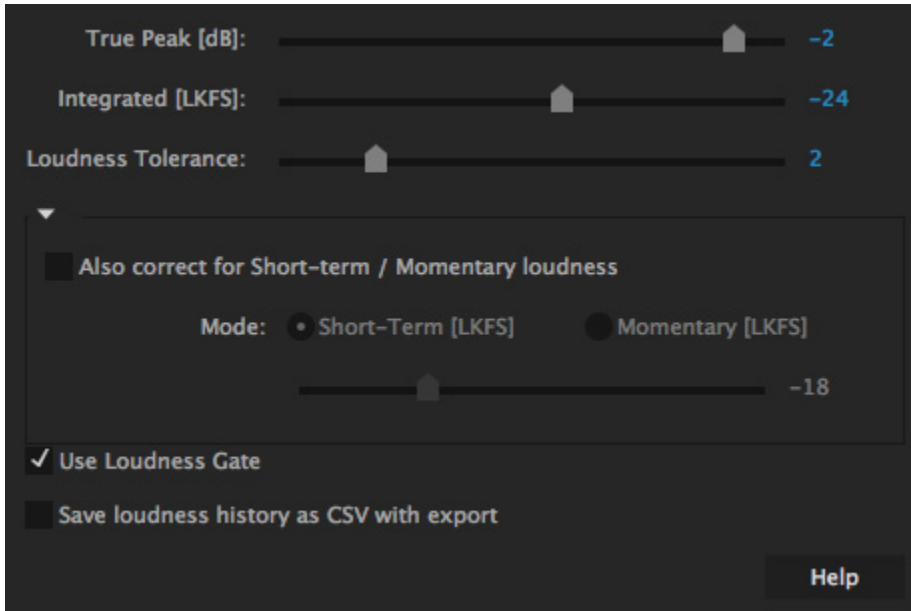 True Peak [dB]: -2
Integrated [LKFS]: -24
Loudness Tolerance: 2
Also correct for Short-term / Momentary loudness
Mode: Short-Term [LKFS] Momentary [LKFS]
-18
Use Loudness Gate
Save loudness history as CSV with export
Help